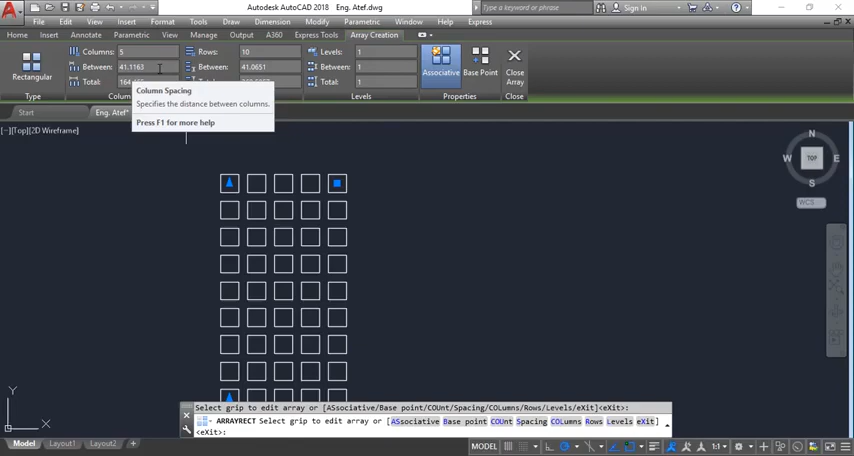 Autodesk AutoCAD 2018  Eng. Atef.dwg
Type a keyword or phrase
Sign In
File Edit View Insert Format Tools Draw Dimension Modify Parametric Window Help Express
Home Insert Annotate Parametric View Manage Output A360 Express Tools Array Creation
Columns: 5 Rows: 10 Levels: 1
Between: 41.1163 Between: 41.0651 Between: 1
Total: Total: 1
Rectangular
Associative Base Point Close
Array
Type Levels Properties Close
Column Spacing
Specifies the distance between columns.
Press F1 for more help
Start Eng. Atef*
[−][Top][2D Wireframe]
N
W TOP E
S
WCS
Y
X
Select grip to edit array or [ASsociative/Base point/COUnt/Spacing/COLumns/Rows/Levels/eXit]<eXit>:
ARRAYRECT Select grip to edit array or [ASsociative Base point COUnt Spacing COLumns Rows Levels eXit]
<eXit>:
Model Layout1 Layout2 +
MODEL 1:1